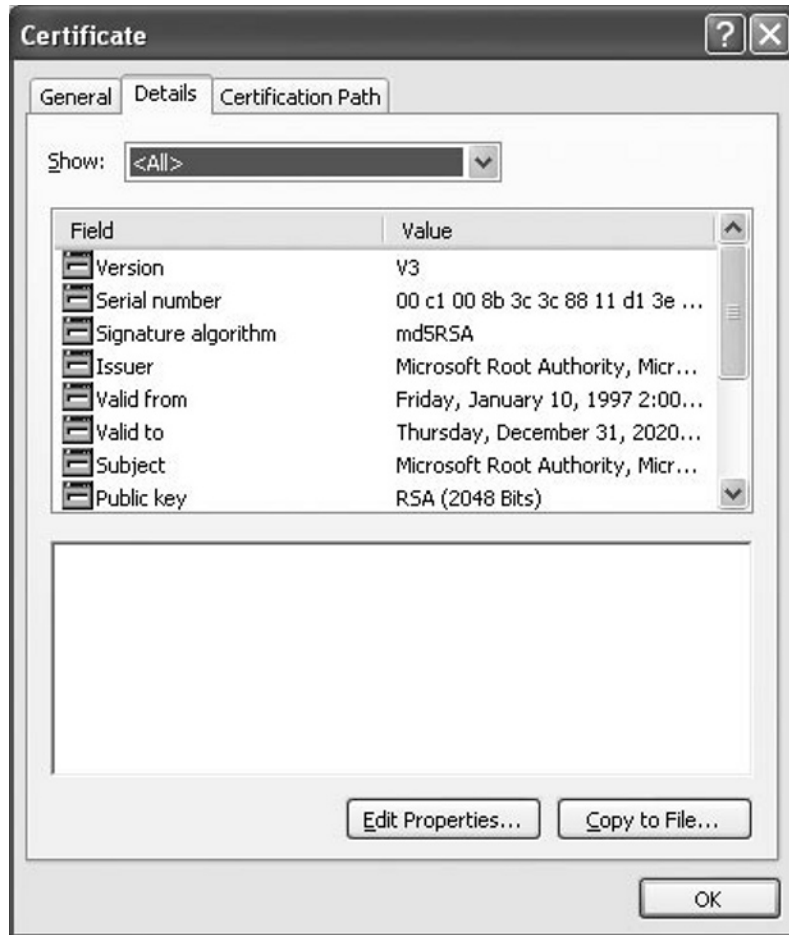 Certificate
General Details Certification Path
Show: <All>
Field Value
Version V3
Serial number 00 c1 00 8b 3c 3c 88 11 d1 3e ...
Signature algorithm md5RSA
Issuer Microsoft Root Authority, Micr...
Valid from Friday, January 10, 1997 2:00...
Valid to Thursday, December 31, 2020...
Subject Microsoft Root Authority, Micr...
Public key RSA (2048 Bits)
Edit Properties... Copy to File...
OK